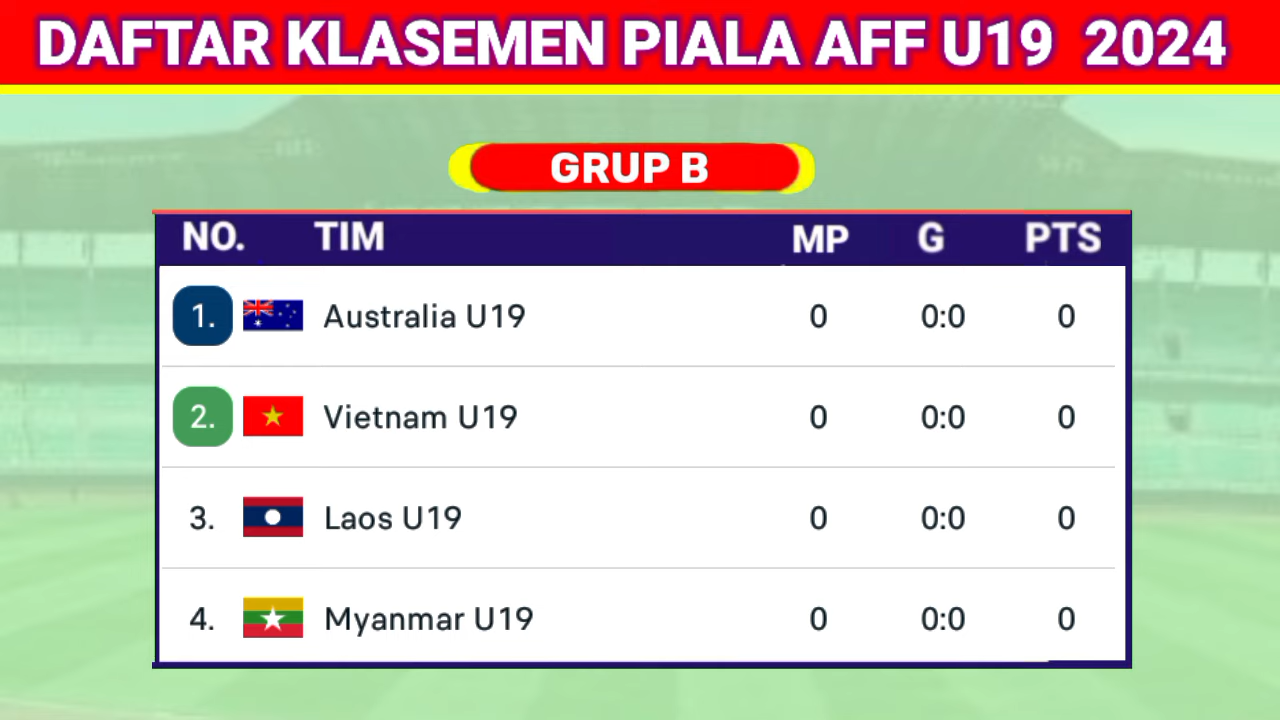 DAFTAR KLASEMEN PIALA AFF U19 2024
GRUP B
NO. TIM MP G PTS
1. Australia U19 0 0:0 0
2. Vietnam U19 0 0:0 0
3. Laos U19 0 0:0 0
4. Myanmar U19 0 0:0 0